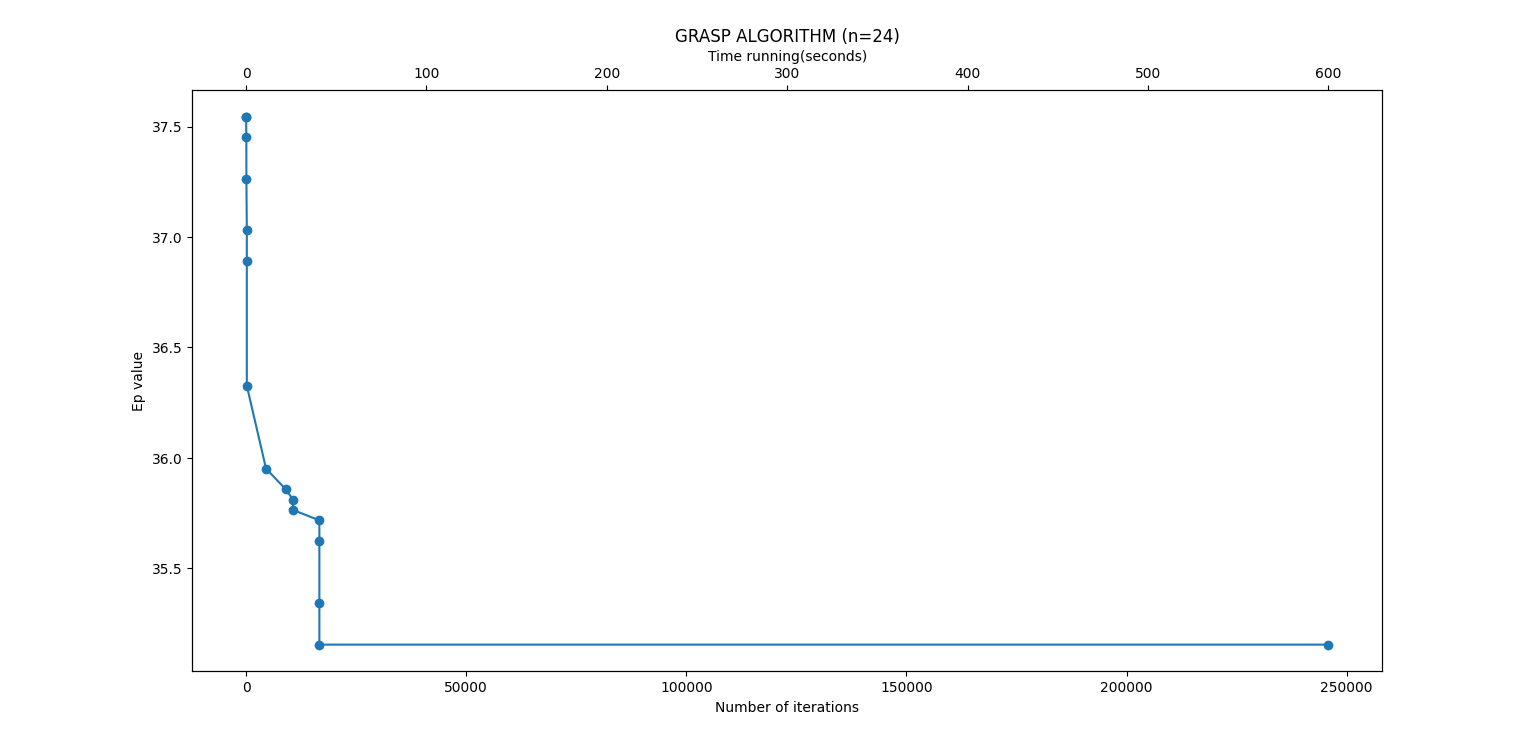 GRASP ALGORITHM (n=24)
Time running(seconds)
0 100 200 300 400 500 600
37.5
37.0
36.5
36.0
35.5
Ep value
0 50000 100000 150000 200000 250000
Number of iterations